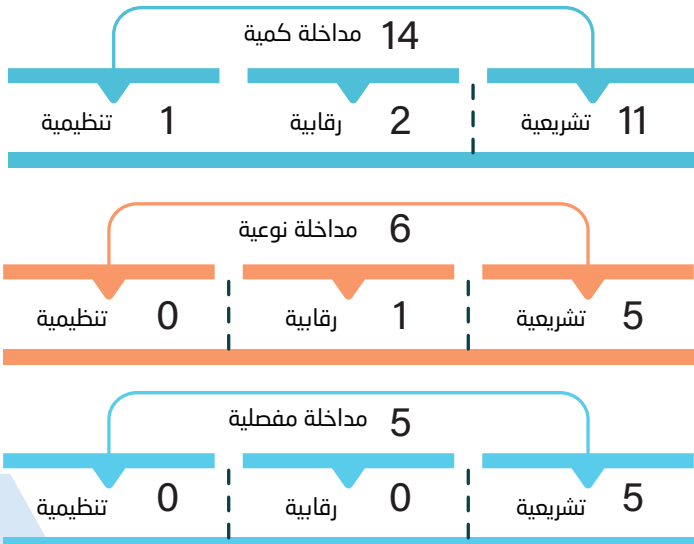 14 مداخلة كمية
11 تشريعية 2 رقابية 1 تنظيمية
6 مداخلة نوعية
5 تشريعية 1 رقابية 0 تنظيمية
5 مداخلة مفصلية
5 تشريعية 0 رقابية 0 تنظيمية